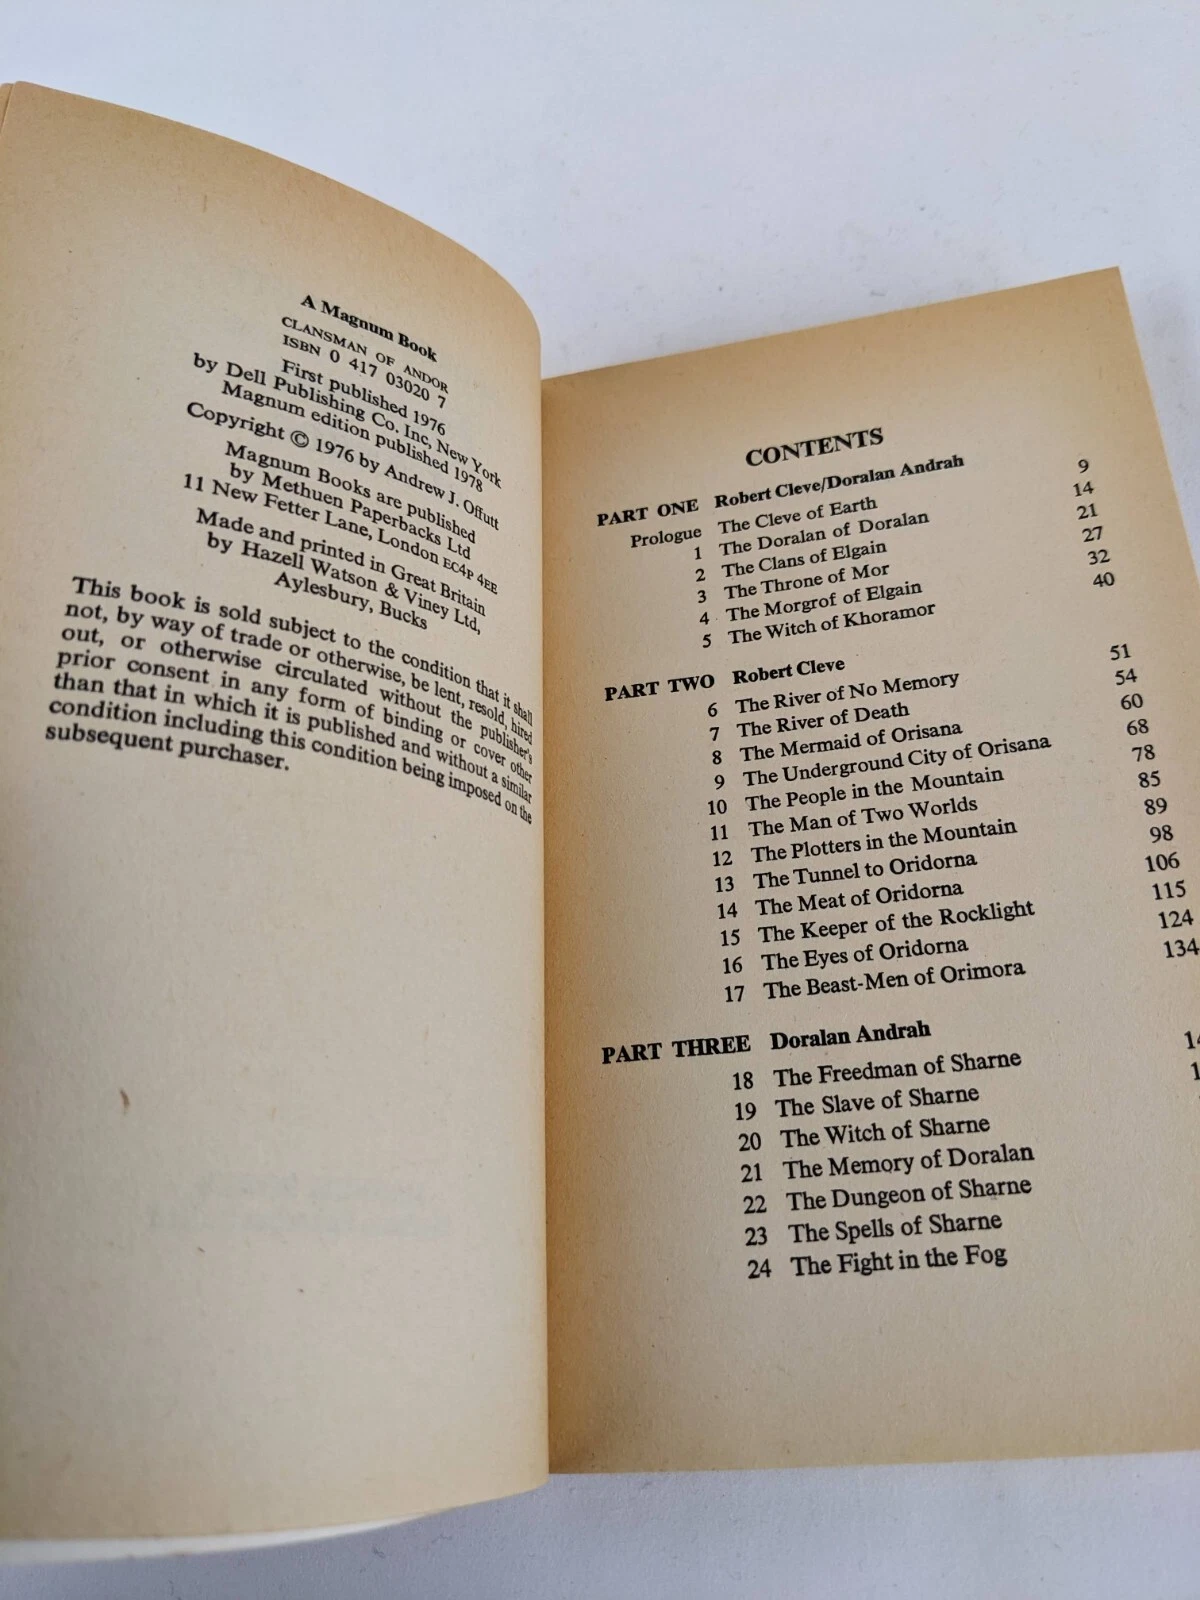 A Magnum Book
CLANSMAN OF ANDOR
ISBN 0 417 03020 7
First published 1976
by Dell Publishing Co. Inc, New York
Magnum edition published 1978
Copyright © 1976 by Andrew J. Offutt
Magnum Books are published
by Methuen Paperbacks Ltd
11 New Fetter Lane, London EC4P 4EE
Made and printed in Great Britain
by Hazell Watson & Viney Ltd,
Aylesbury, Bucks
This book is sold subject to the condition that it shall
not, by way of trade or otherwise, be lent, resold, hired
out, or otherwise circulated without the publisher's
prior consent in any form of binding or cover other
than that in which it is published and without a similar
condition including this condition being imposed on the
subsequent purchaser.
CONTENTS
PART ONE Robert Cleve/Doralan Andrah
Prologue The Cleve of Earth 9
1 The Doralan of Doralan 14
2 The Clans of Elgain 21
3 The Throne of Mor 27
4 The Morgrof of Elgain 32
5 The Witch of Khoramor 40
PART TWO Robert Cleve
6 The River of No Memory 51
7 The River of Death 54
8 The Mermaid of Orisana 60
9 The Underground City of Orisana 68
10 The People in the Mountain 78
11 The Man of Two Worlds 85
12 The Plotters in the Mountain 89
13 The Tunnel to Oridorna 98
14 The Meat of Oridorna 106
15 The Keeper of the Rocklight 115
16 The Eyes of Oridorna 124
17 The Beast-Men of Orimora 134
PART THREE Doralan Andrah
18 The Freedman of Sharne
19 The Slave of Sharne
20 The Witch of Sharne
21 The Memory of Doralan
22 The Dungeon of Sharne
23 The Spells of Sharne
24 The Fight in the Fog